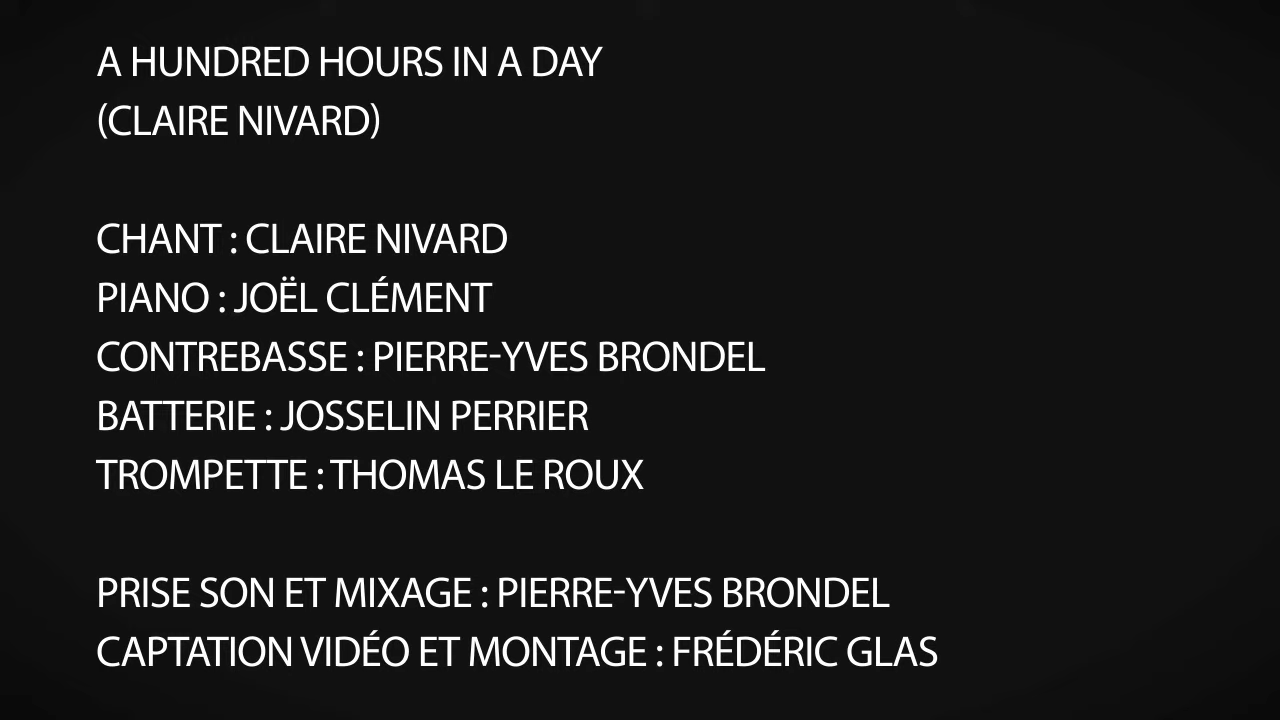 A HUNDRED HOURS IN A DAY
(CLAIRE NIVARD)
CHANT : CLAIRE NIVARD
PIANO : JOËL CLÉMENT
CONTREBASSE : PIERRE-YVES BRONDEL
BATTERIE : JOSSELIN PERRIER
TROMPETTE : THOMAS LE ROUX
PRISE SON ET MIXAGE : PIERRE-YVES BRONDEL
CAPTATION VIDÉO ET MONTAGE : FRÉDÉRIC GLAS